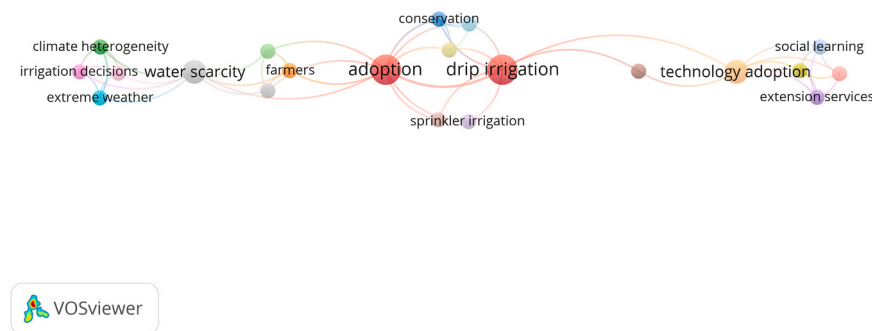 conservation
climate heterogeneity
social learning
irrigation decisions
water scarcity
farmers
adoption
drip irrigation
technology adoption
extreme weather
extension services
sprinkler irrigation
VOSviewer